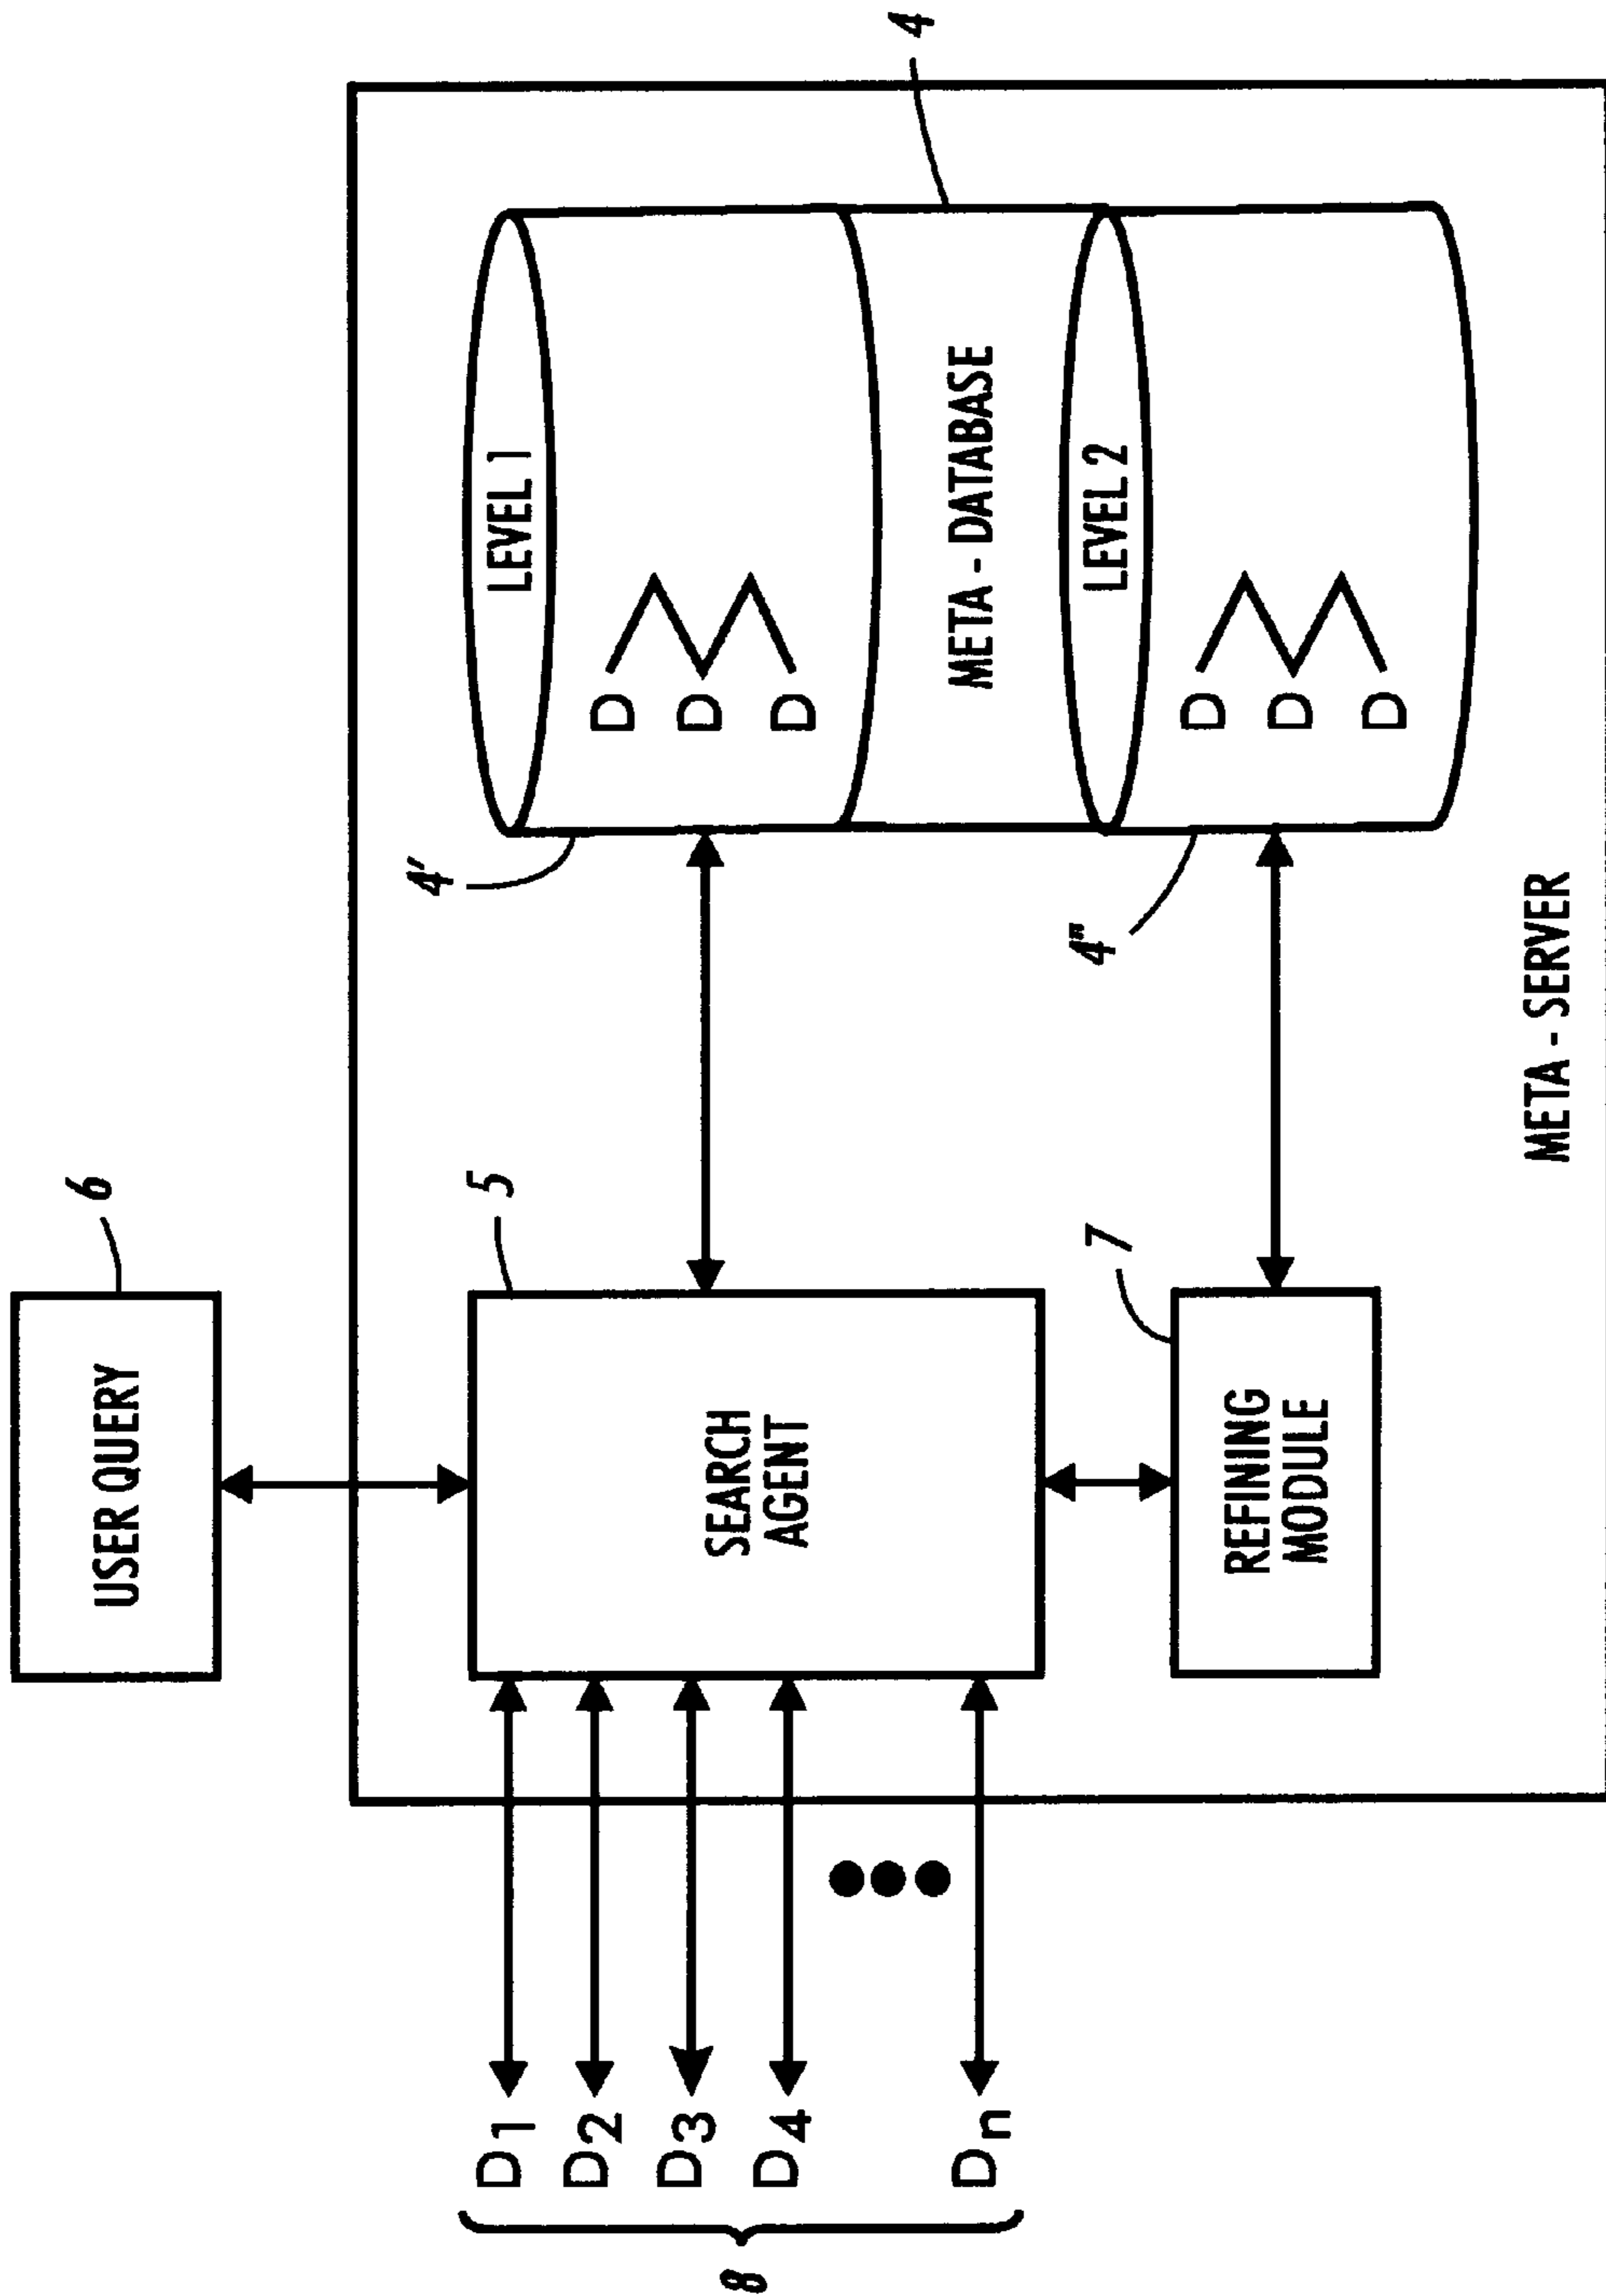 USER QUERY
6
SEARCH
AGENT
5
REFINING
MODULE
7
D1
D2
D3
D4
Dn
8
LEVEL 1
D
D
D
4'
META - DATABASE
4
LEVEL 2
D
D
D
4"
META - SERVER